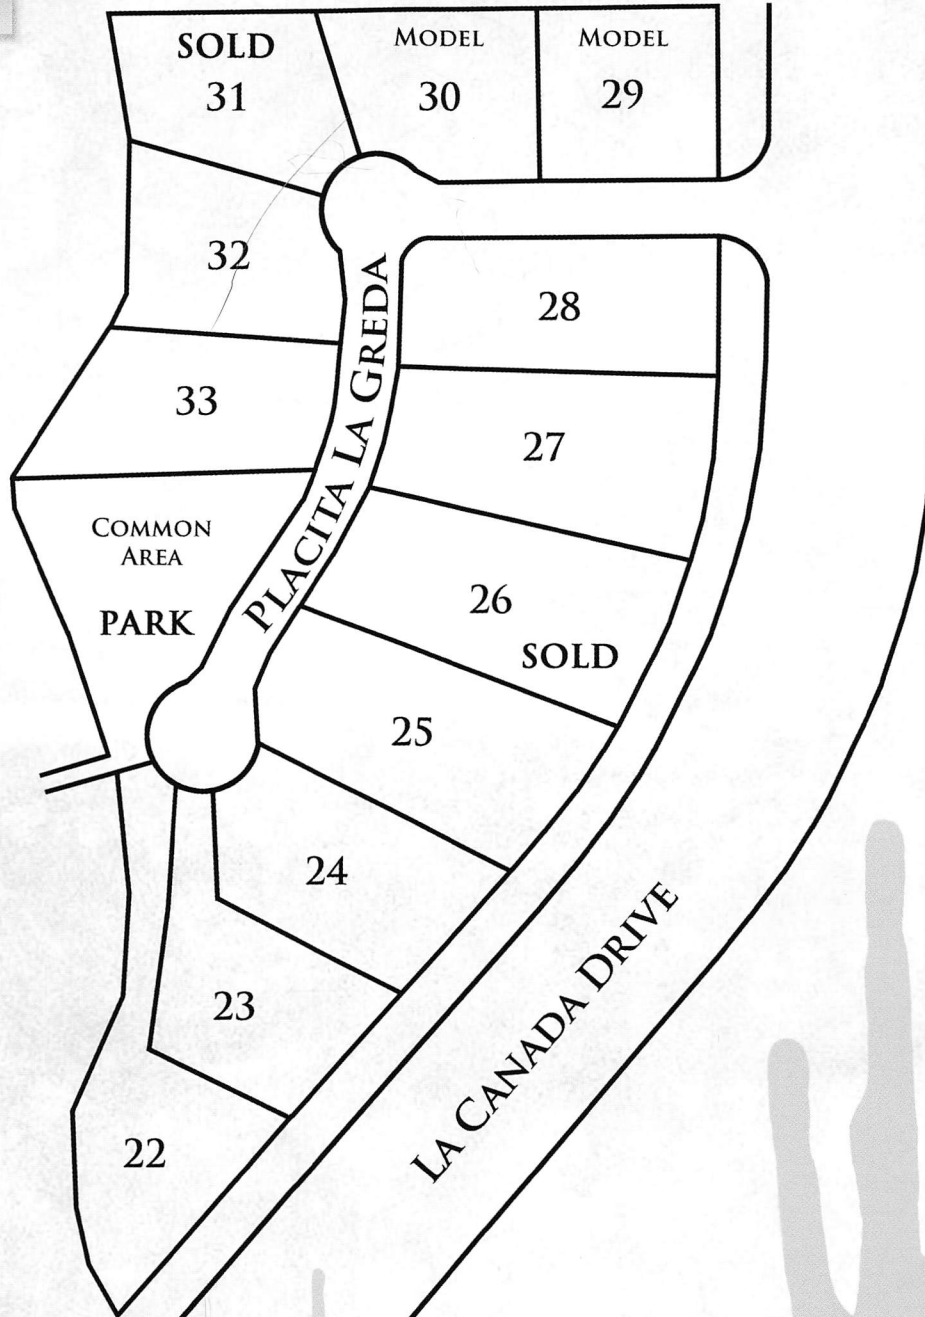 SOLD
31
MODEL
30
MODEL
29
32
28
33
27
PLACITA LA GREDA
COMMON
AREA
PARK
26
SOLD
25
24
23
22
LA CANADA DRIVE